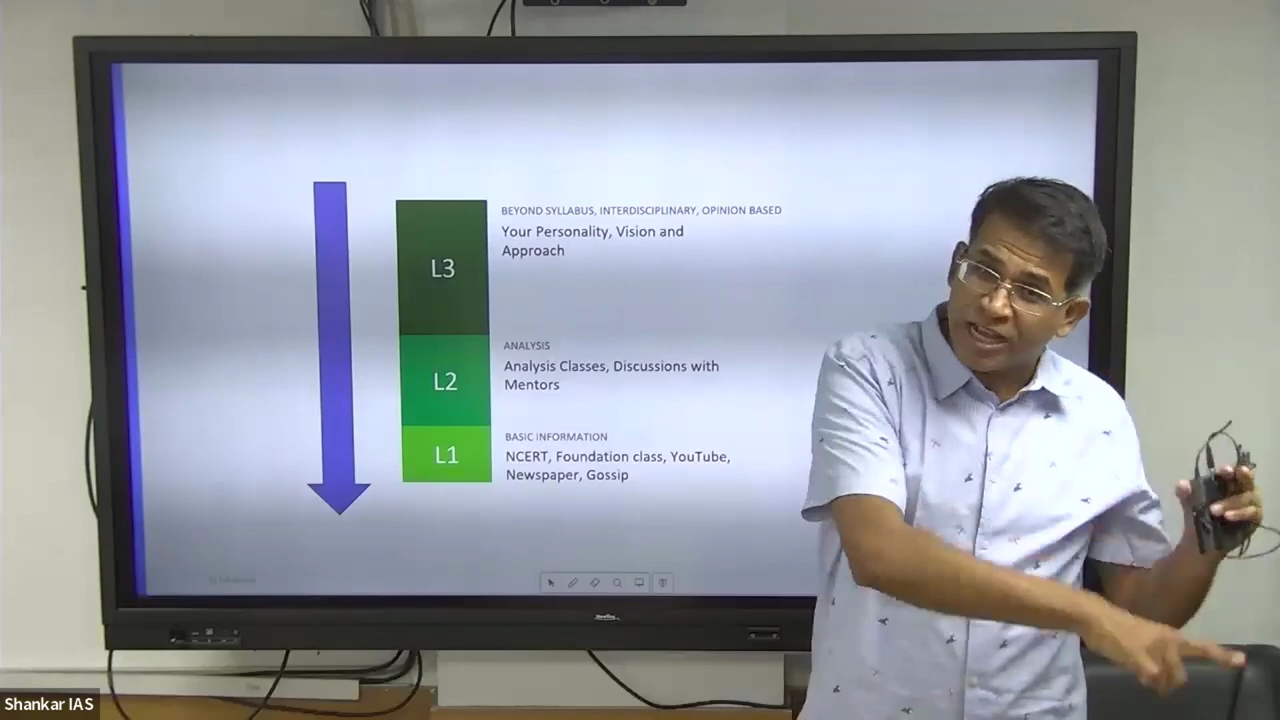 BEYOND SYLLABUS, INTERDISCIPLINARY, OPINION BASED
Your Personality, Vision and
Approach
L3
ANALYSIS
Analysis Classes, Discussions with
Mentors
L2
BASIC INFORMATION
NCERT, Foundation class, YouTube,
Newspaper, Gossip
L1
Shankar IAS